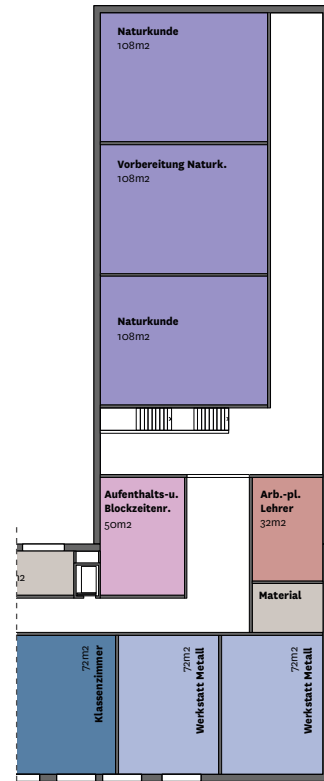 Naturkunde
108m2
Vorbereitung Naturk.
108m2
Naturkunde
108m2
Aufenthalts-u.
Blockzeitenr.
50m2
Arb.-pl.
Lehrer
32m2
Material
72m2
Klassenzimmer
72m2
Werkstatt Metall
72m2
Werkstatt Metall